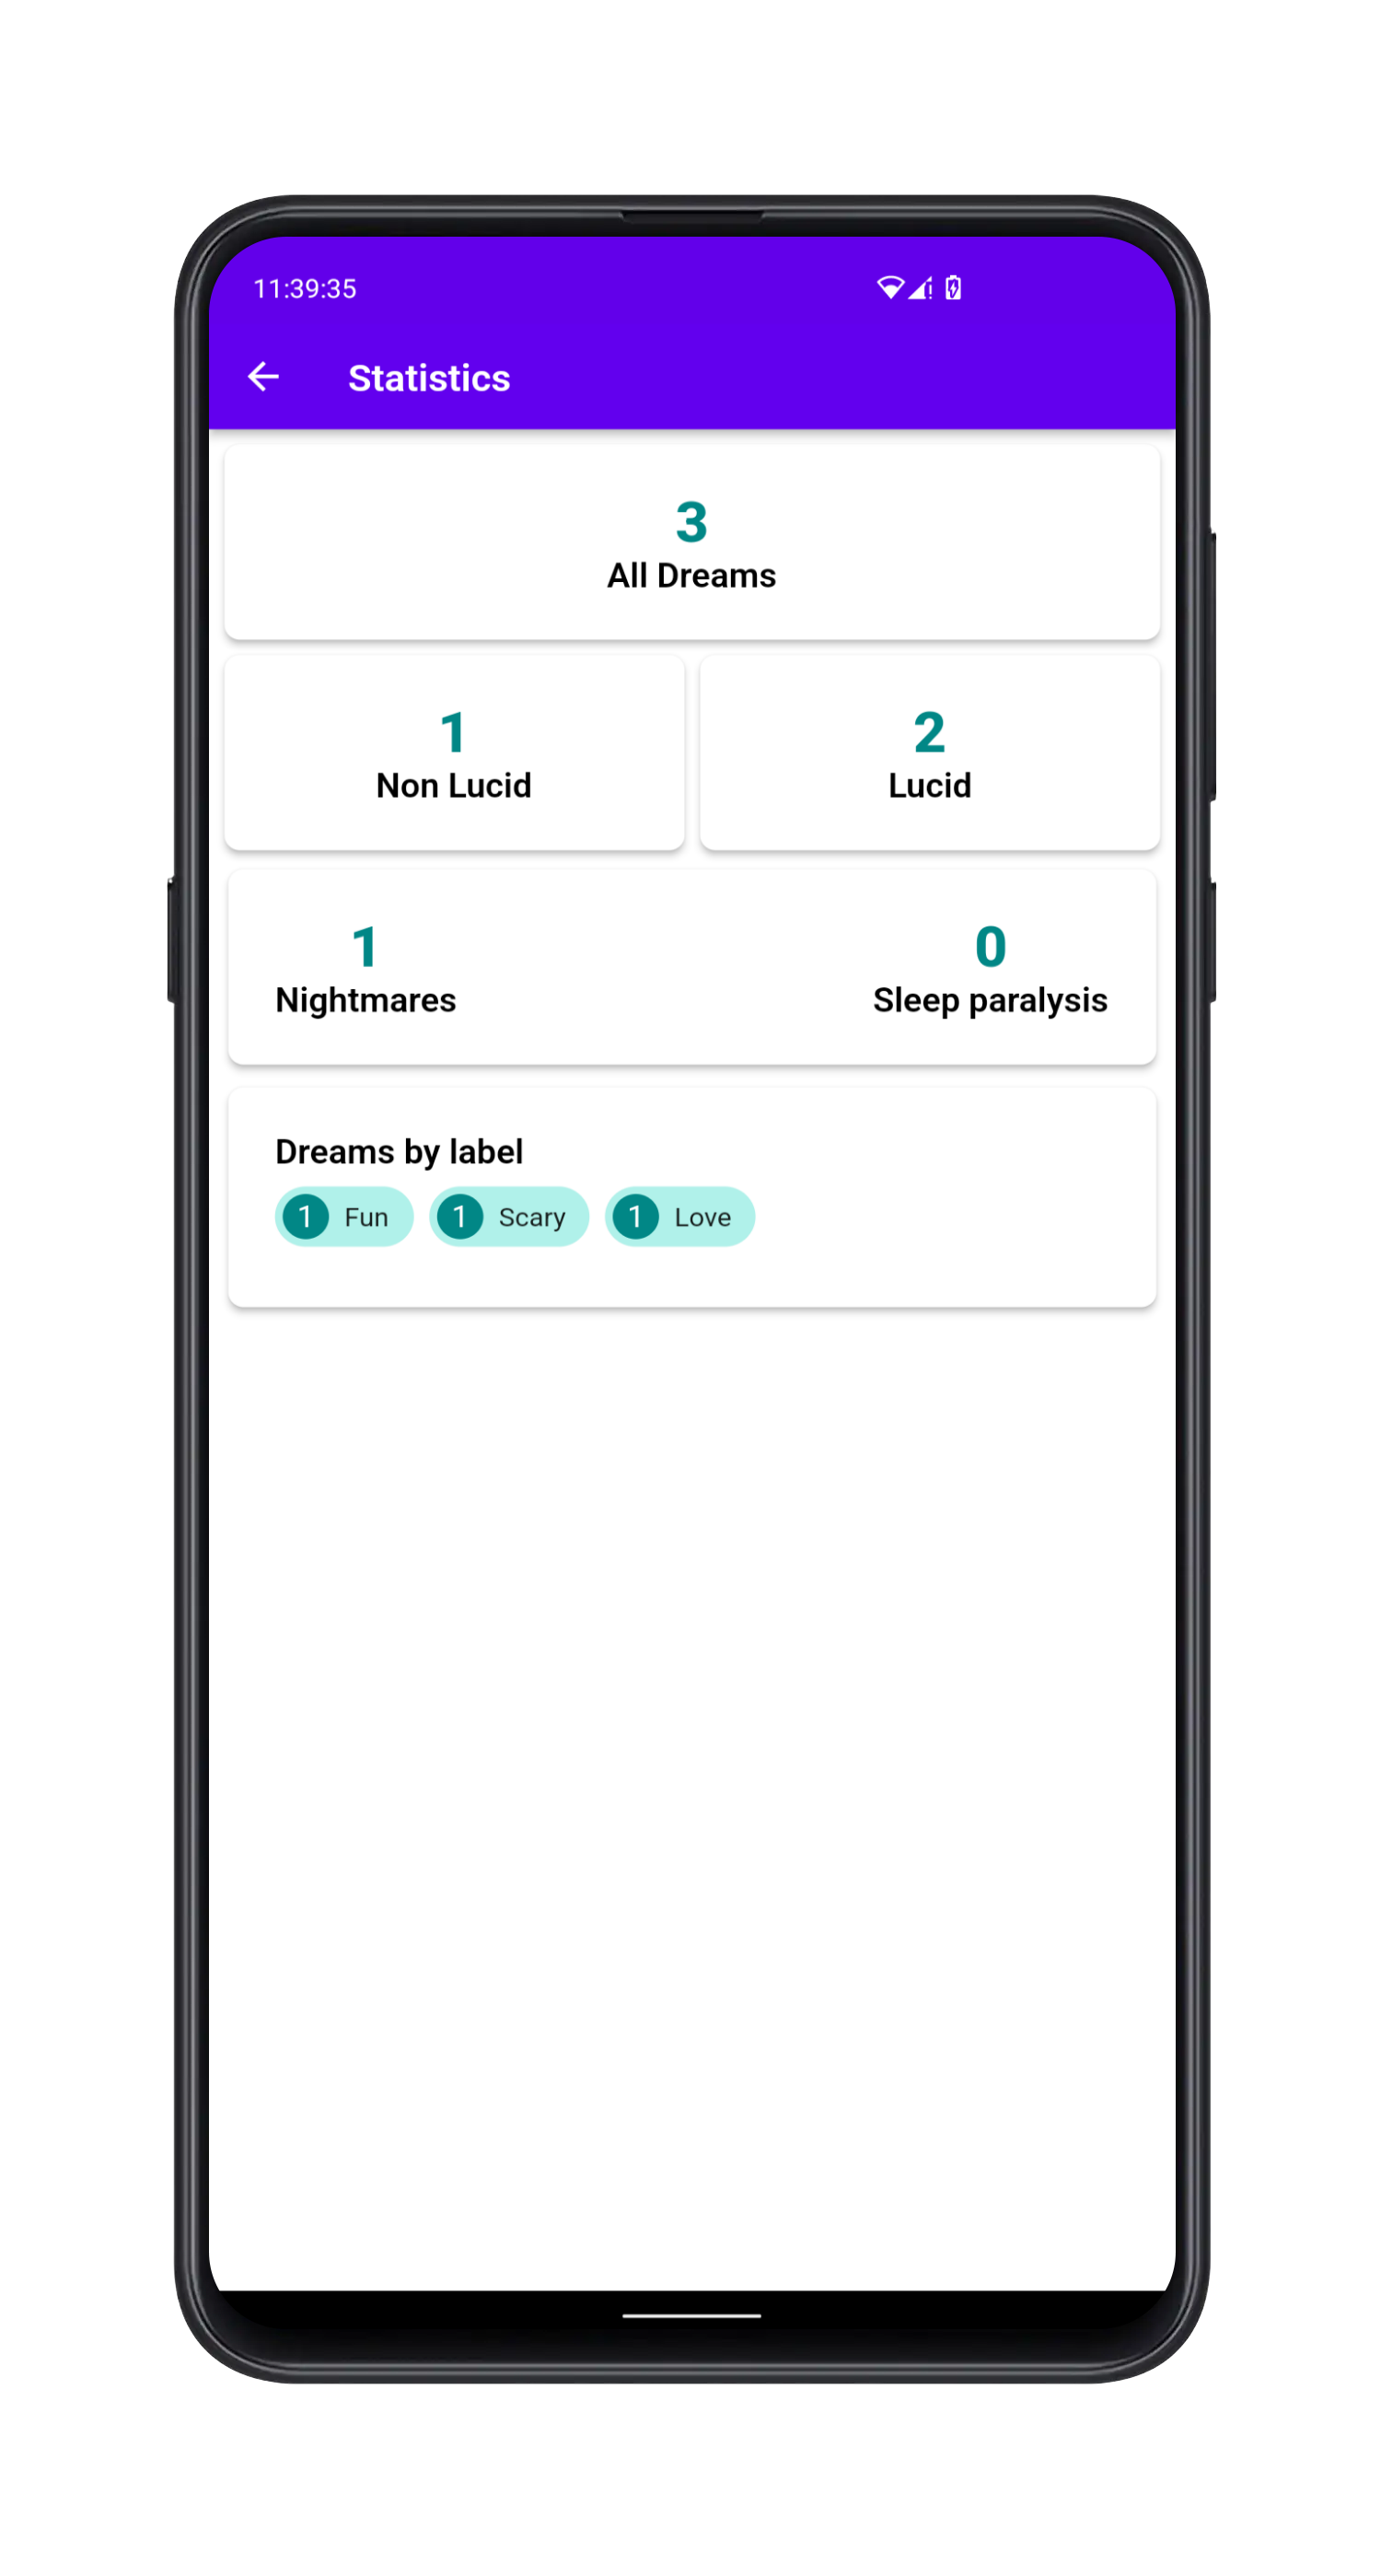 11:39:35
Statistics
3
All Dreams
1
Non Lucid
2
Lucid
1
Nightmares
0
Sleep paralysis
Dreams by label
1 Fun 1 Scary 1 Love